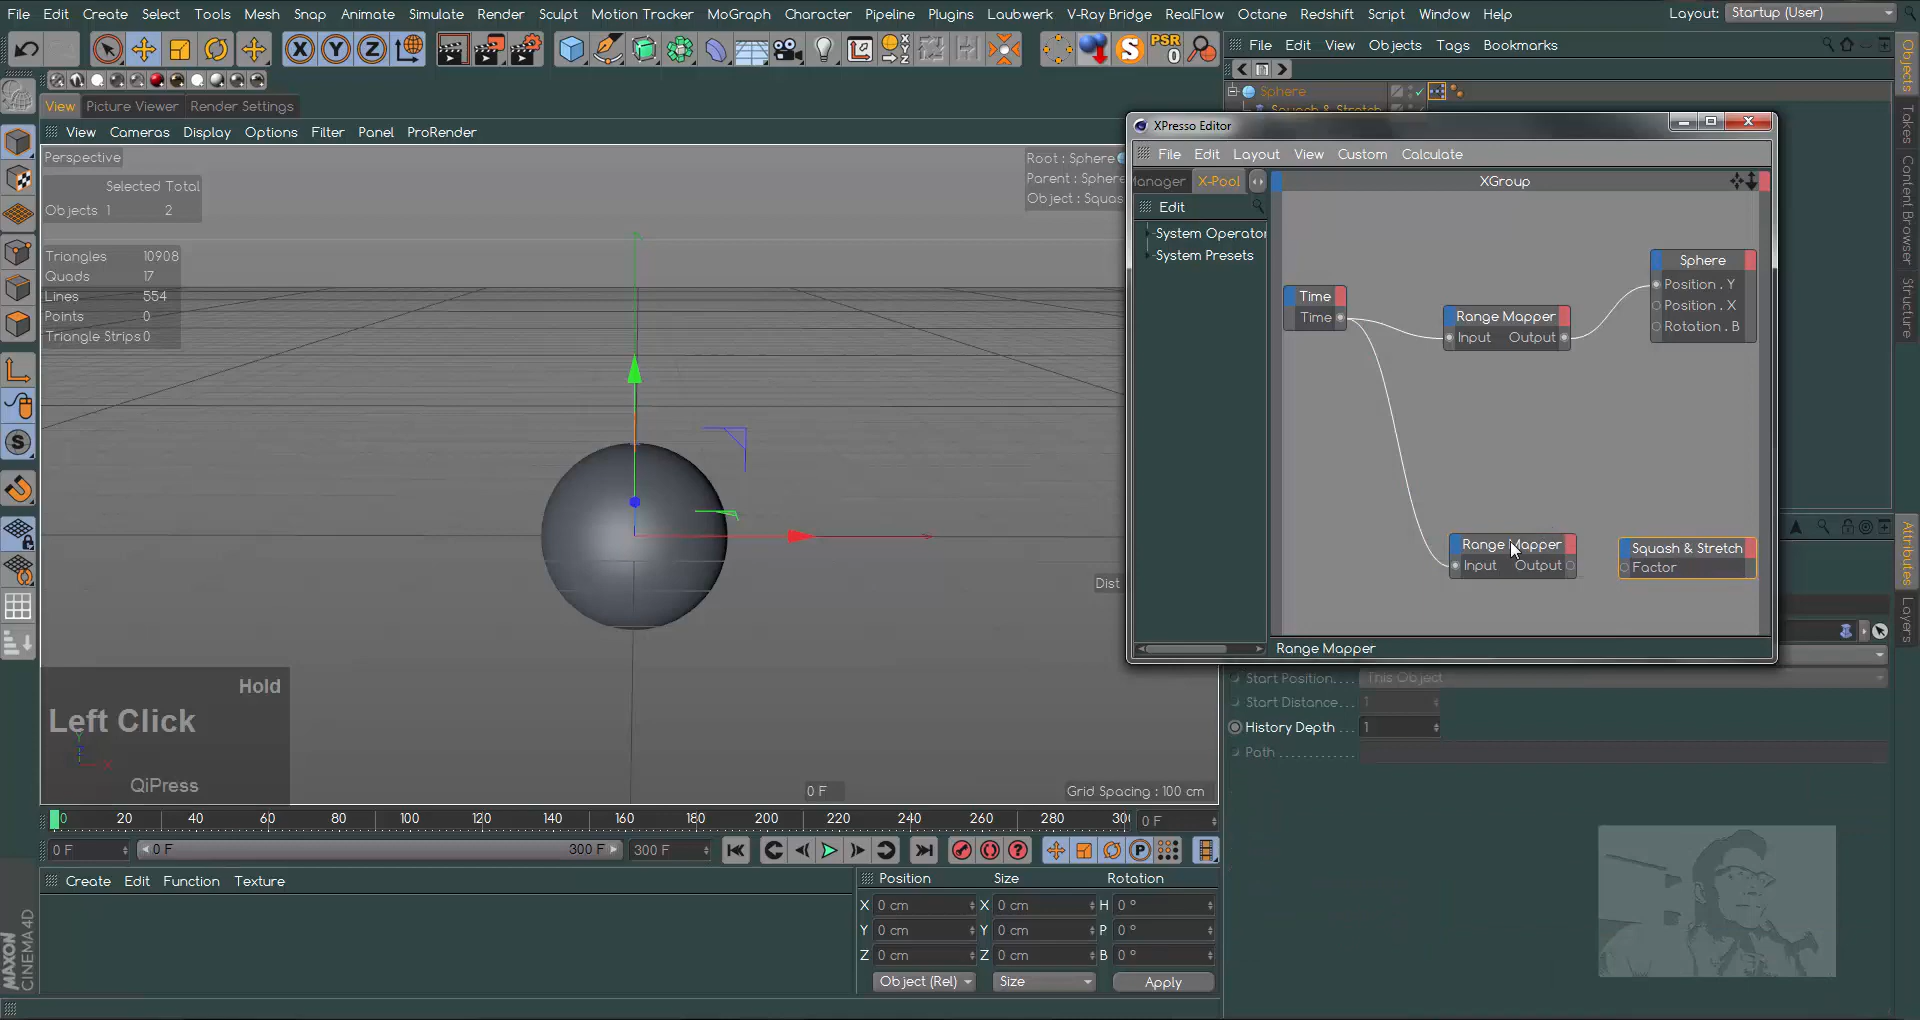 File Edit Create Select Tools Mesh Snap Animate Simulate Render Sculpt Motion Tracker MoGraph Character Pipeline Plugins Laubwerk V-Ray Bridge RealFlow Octane Redshift Script Window Help Layout: Startup (User)
X Y Z S PSR 0
File Edit View Objects Tags Bookmarks
View Picture Viewer Render Settings
Sphere
Squash & Stretch
View Cameras Display Options Filter Panel ProRender
Perspective
Selected Total
Objects 1 2
Triangles 10908
Quads 17
Lines 554
Points 0
Triangle Strips 0
Root : Sphere
Parent : Sphere
Object : Squas
Dist
XPresso Editor
File Edit Layout View Custom Calculate
anager X-Pool
Edit
System Operator
System Presets
XGroup
Time
Time
Range Mapper
Input Output
Sphere
Position . Y
Position . X
Rotation . B
Range Mapper
Input Output
Squash & Stretch
Factor
Range Mapper
Start Position. . . . This Object
Start Distance. . . 1
History Depth . . . 1
Path . . . . . . . . . . . . .
Objects
Takes
Content Browser
Structure
Attributes
Layers
Hold
Left Click
Y
X
QiPress
0 F
Grid Spacing : 100 cm
0 20 40 60 80 100 120 140 160 180 200 220 240 260 280 300 0 F
0 F 0 F 300 F 300 F
Create Edit Function Texture
Position Size Rotation
X 0 cm X 0 cm H 0 °
Y 0 cm Y 0 cm P 0 °
Z 0 cm Z 0 cm B 0 °
Object (Rel) Size Apply
MAXON
CINEMA 4D